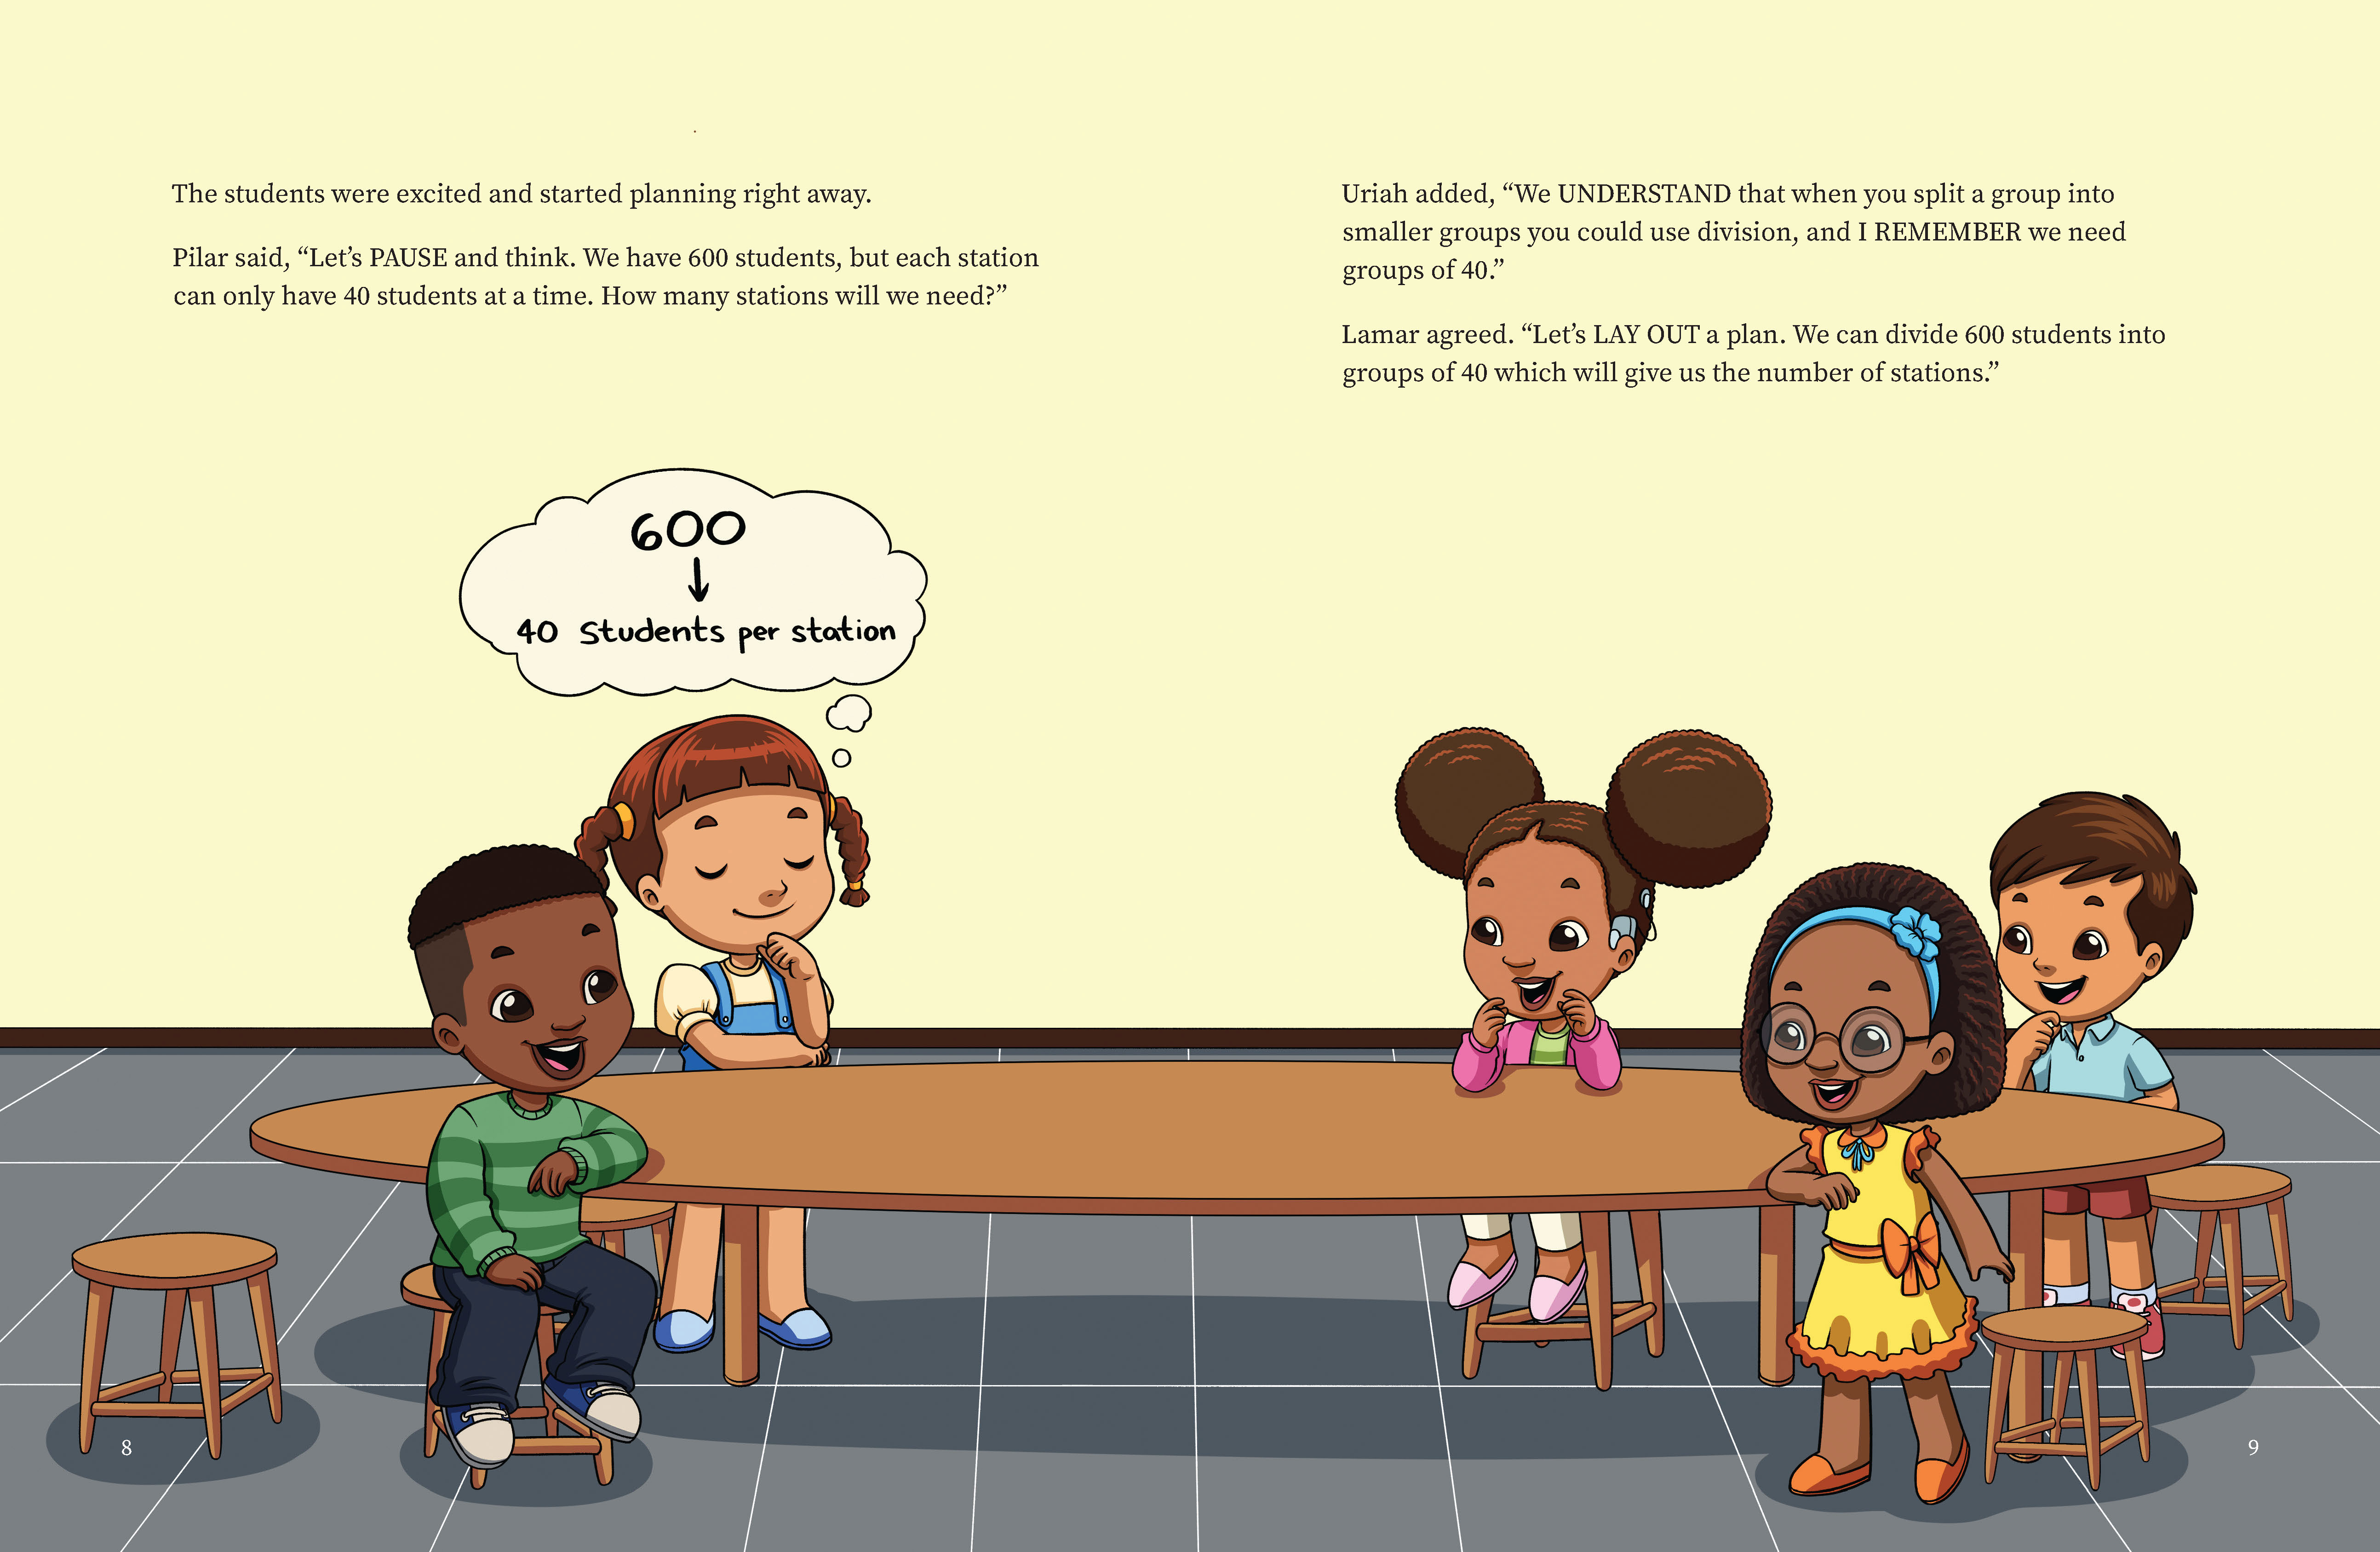 The students were excited and started planning right away.
Pilar said, “Let’s PAUSE and think. We have 600 students, but each station
can only have 40 students at a time. How many stations will we need?”
600
40 Students per station
8
Uriah added, “We UNDERSTAND that when you split a group into
smaller groups you could use division, and I REMEMBER we need
groups of 40.”
Lamar agreed. “Let’s LAY OUT a plan. We can divide 600 students into
groups of 40 which will give us the number of stations.”
9